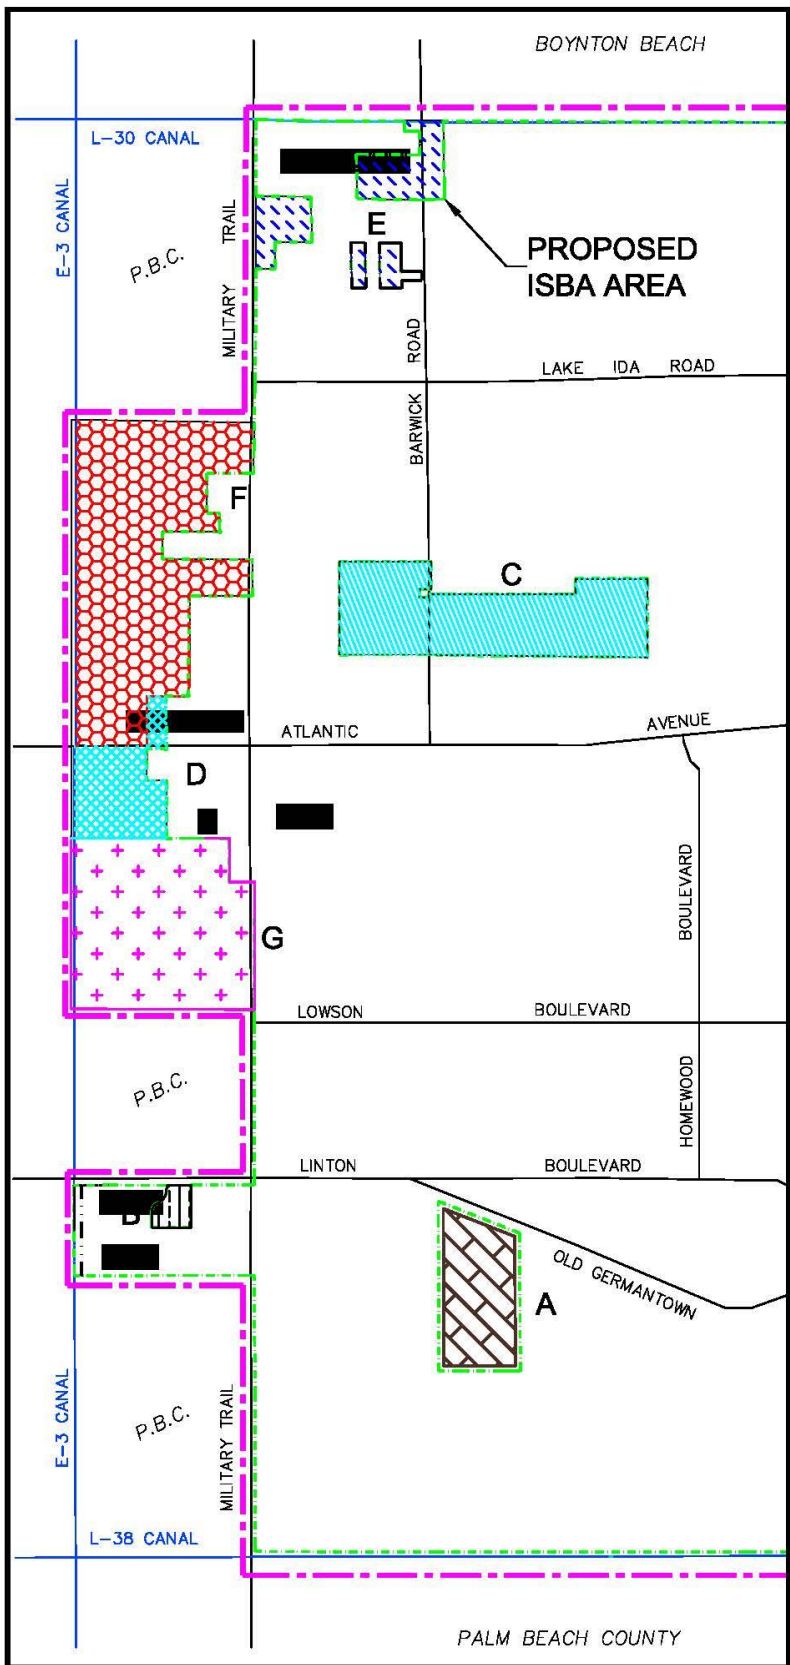 BOYNTON BEACH
L-30 CANAL
E-3 CANAL
P.B.C.
MILITARY TRAIL
E
PROPOSED
ISBA AREA
BARWICK ROAD
LAKE IDA ROAD
F
C
ATLANTIC AVENUE
D
G
HOMEWOOD BOULEVARD
LOWSON BOULEVARD
P.B.C.
LINTON BOULEVARD
B
OLD GERMANTOWN
A
E-3 CANAL
P.B.C.
MILITARY TRAIL
L-38 CANAL
PALM BEACH COUNTY